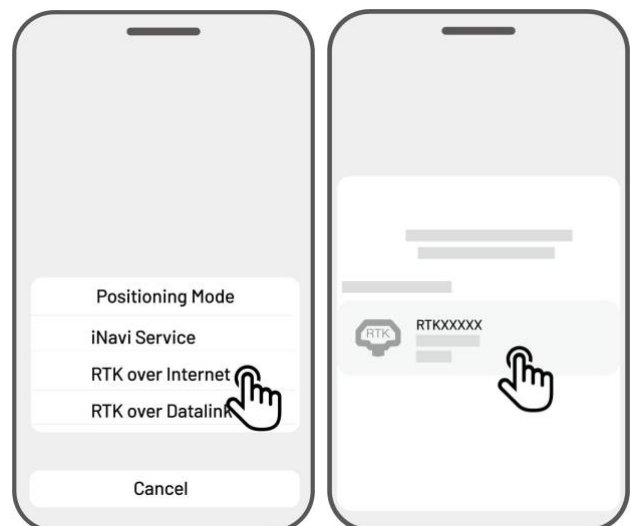 Positioning Mode
iNavi Service
RTK over Internet
RTK over Datalink
Cancel
RTK
RTKXXXXX